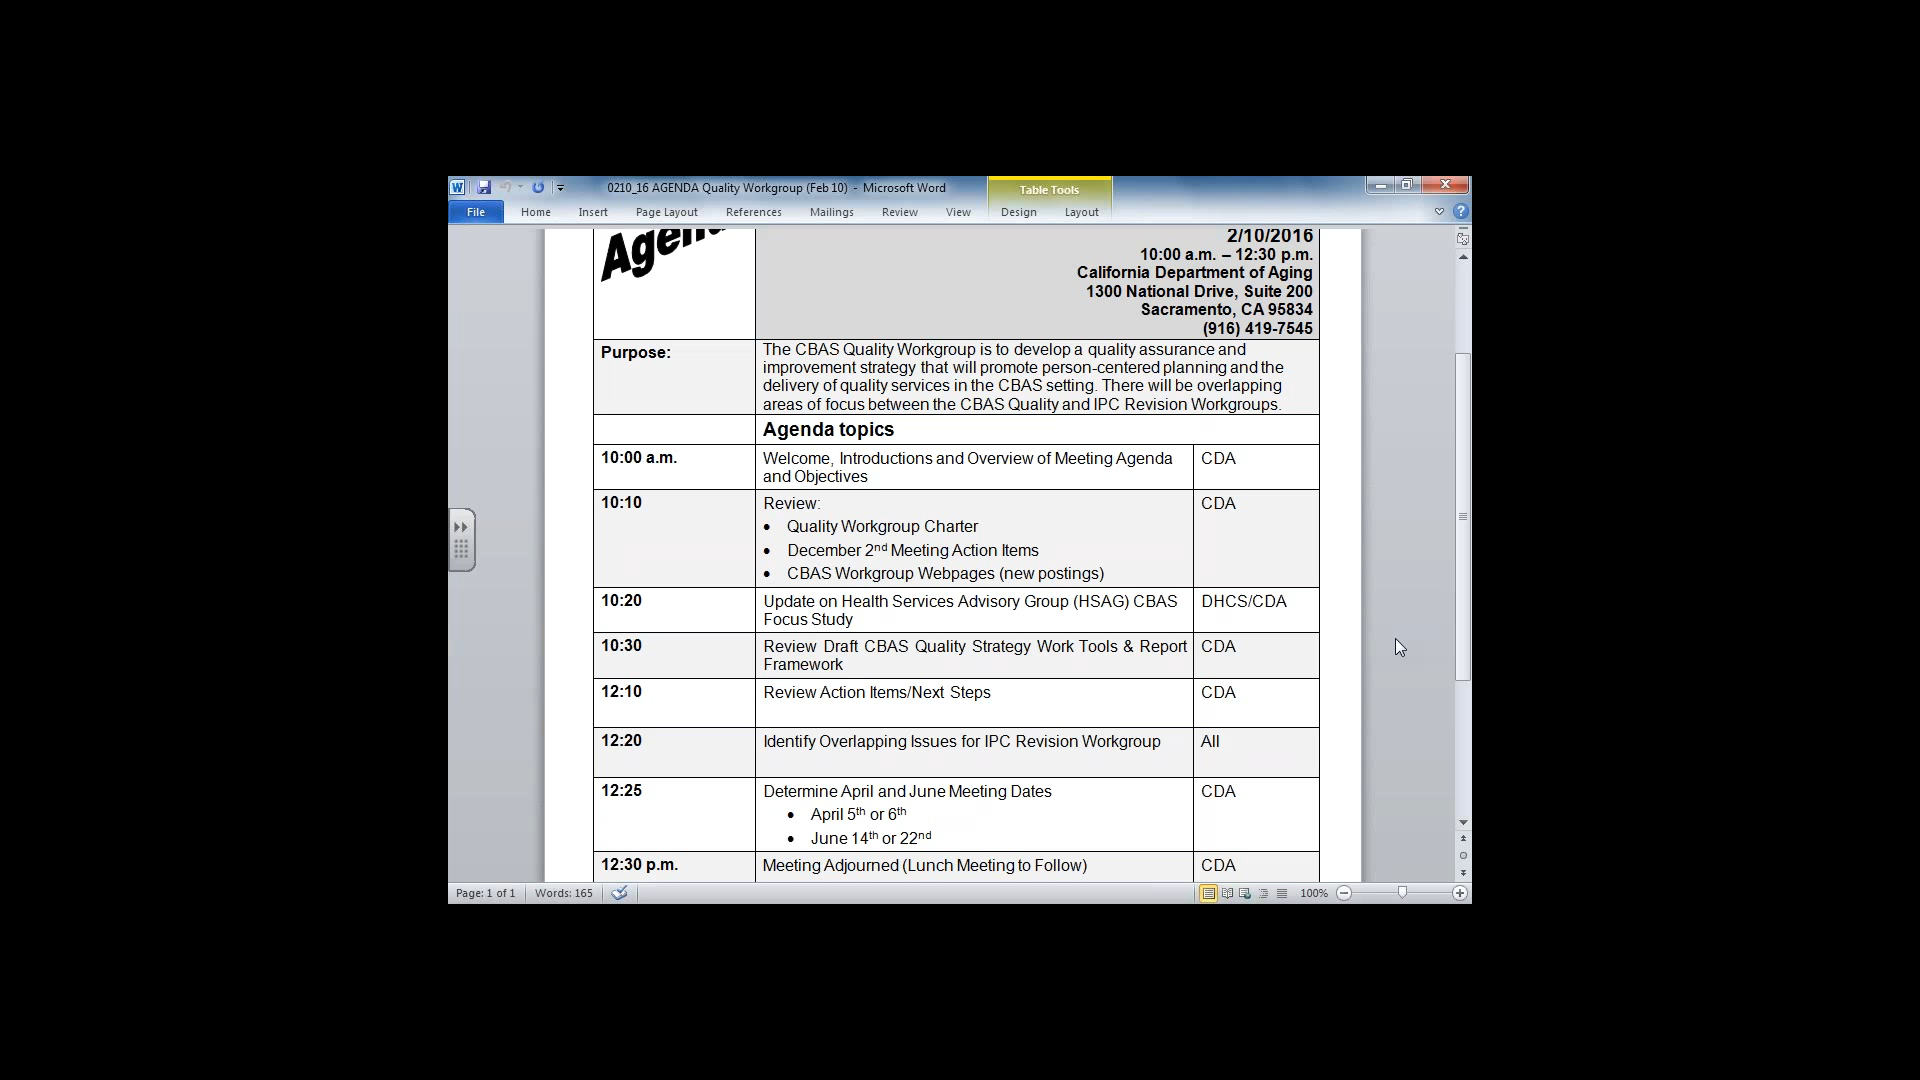 0210_16 AGENDA Quality Workgroup (Feb 10) - Microsoft Word
Table Tools
File Home Insert Page Layout References Mailings Review View Design Layout
2/10/2016
10:00 a.m. – 12:30 p.m.
California Department of Aging
1300 National Drive, Suite 200
Sacramento, CA 95834
(916) 419-7545
Purpose:
The CBAS Quality Workgroup is to develop a quality assurance and
improvement strategy that will promote person-centered planning and the
delivery of quality services in the CBAS setting. There will be overlapping
areas of focus between the CBAS Quality and IPC Revision Workgroups.
Agenda topics
10:00 a.m. Welcome, Introductions and Overview of Meeting Agenda CDA
and Objectives
10:10 Review: CDA
• Quality Workgroup Charter
• December 2nd Meeting Action Items
• CBAS Workgroup Webpages (new postings)
10:20 Update on Health Services Advisory Group (HSAG) CBAS DHCS/CDA
Focus Study
10:30 Review Draft CBAS Quality Strategy Work Tools & Report CDA
Framework
12:10 Review Action Items/Next Steps CDA
12:20 Identify Overlapping Issues for IPC Revision Workgroup All
12:25 Determine April and June Meeting Dates CDA
• April 5th or 6th
• June 14th or 22nd
12:30 p.m. Meeting Adjourned (Lunch Meeting to Follow) CDA
Page: 1 of 1 Words: 165 100%